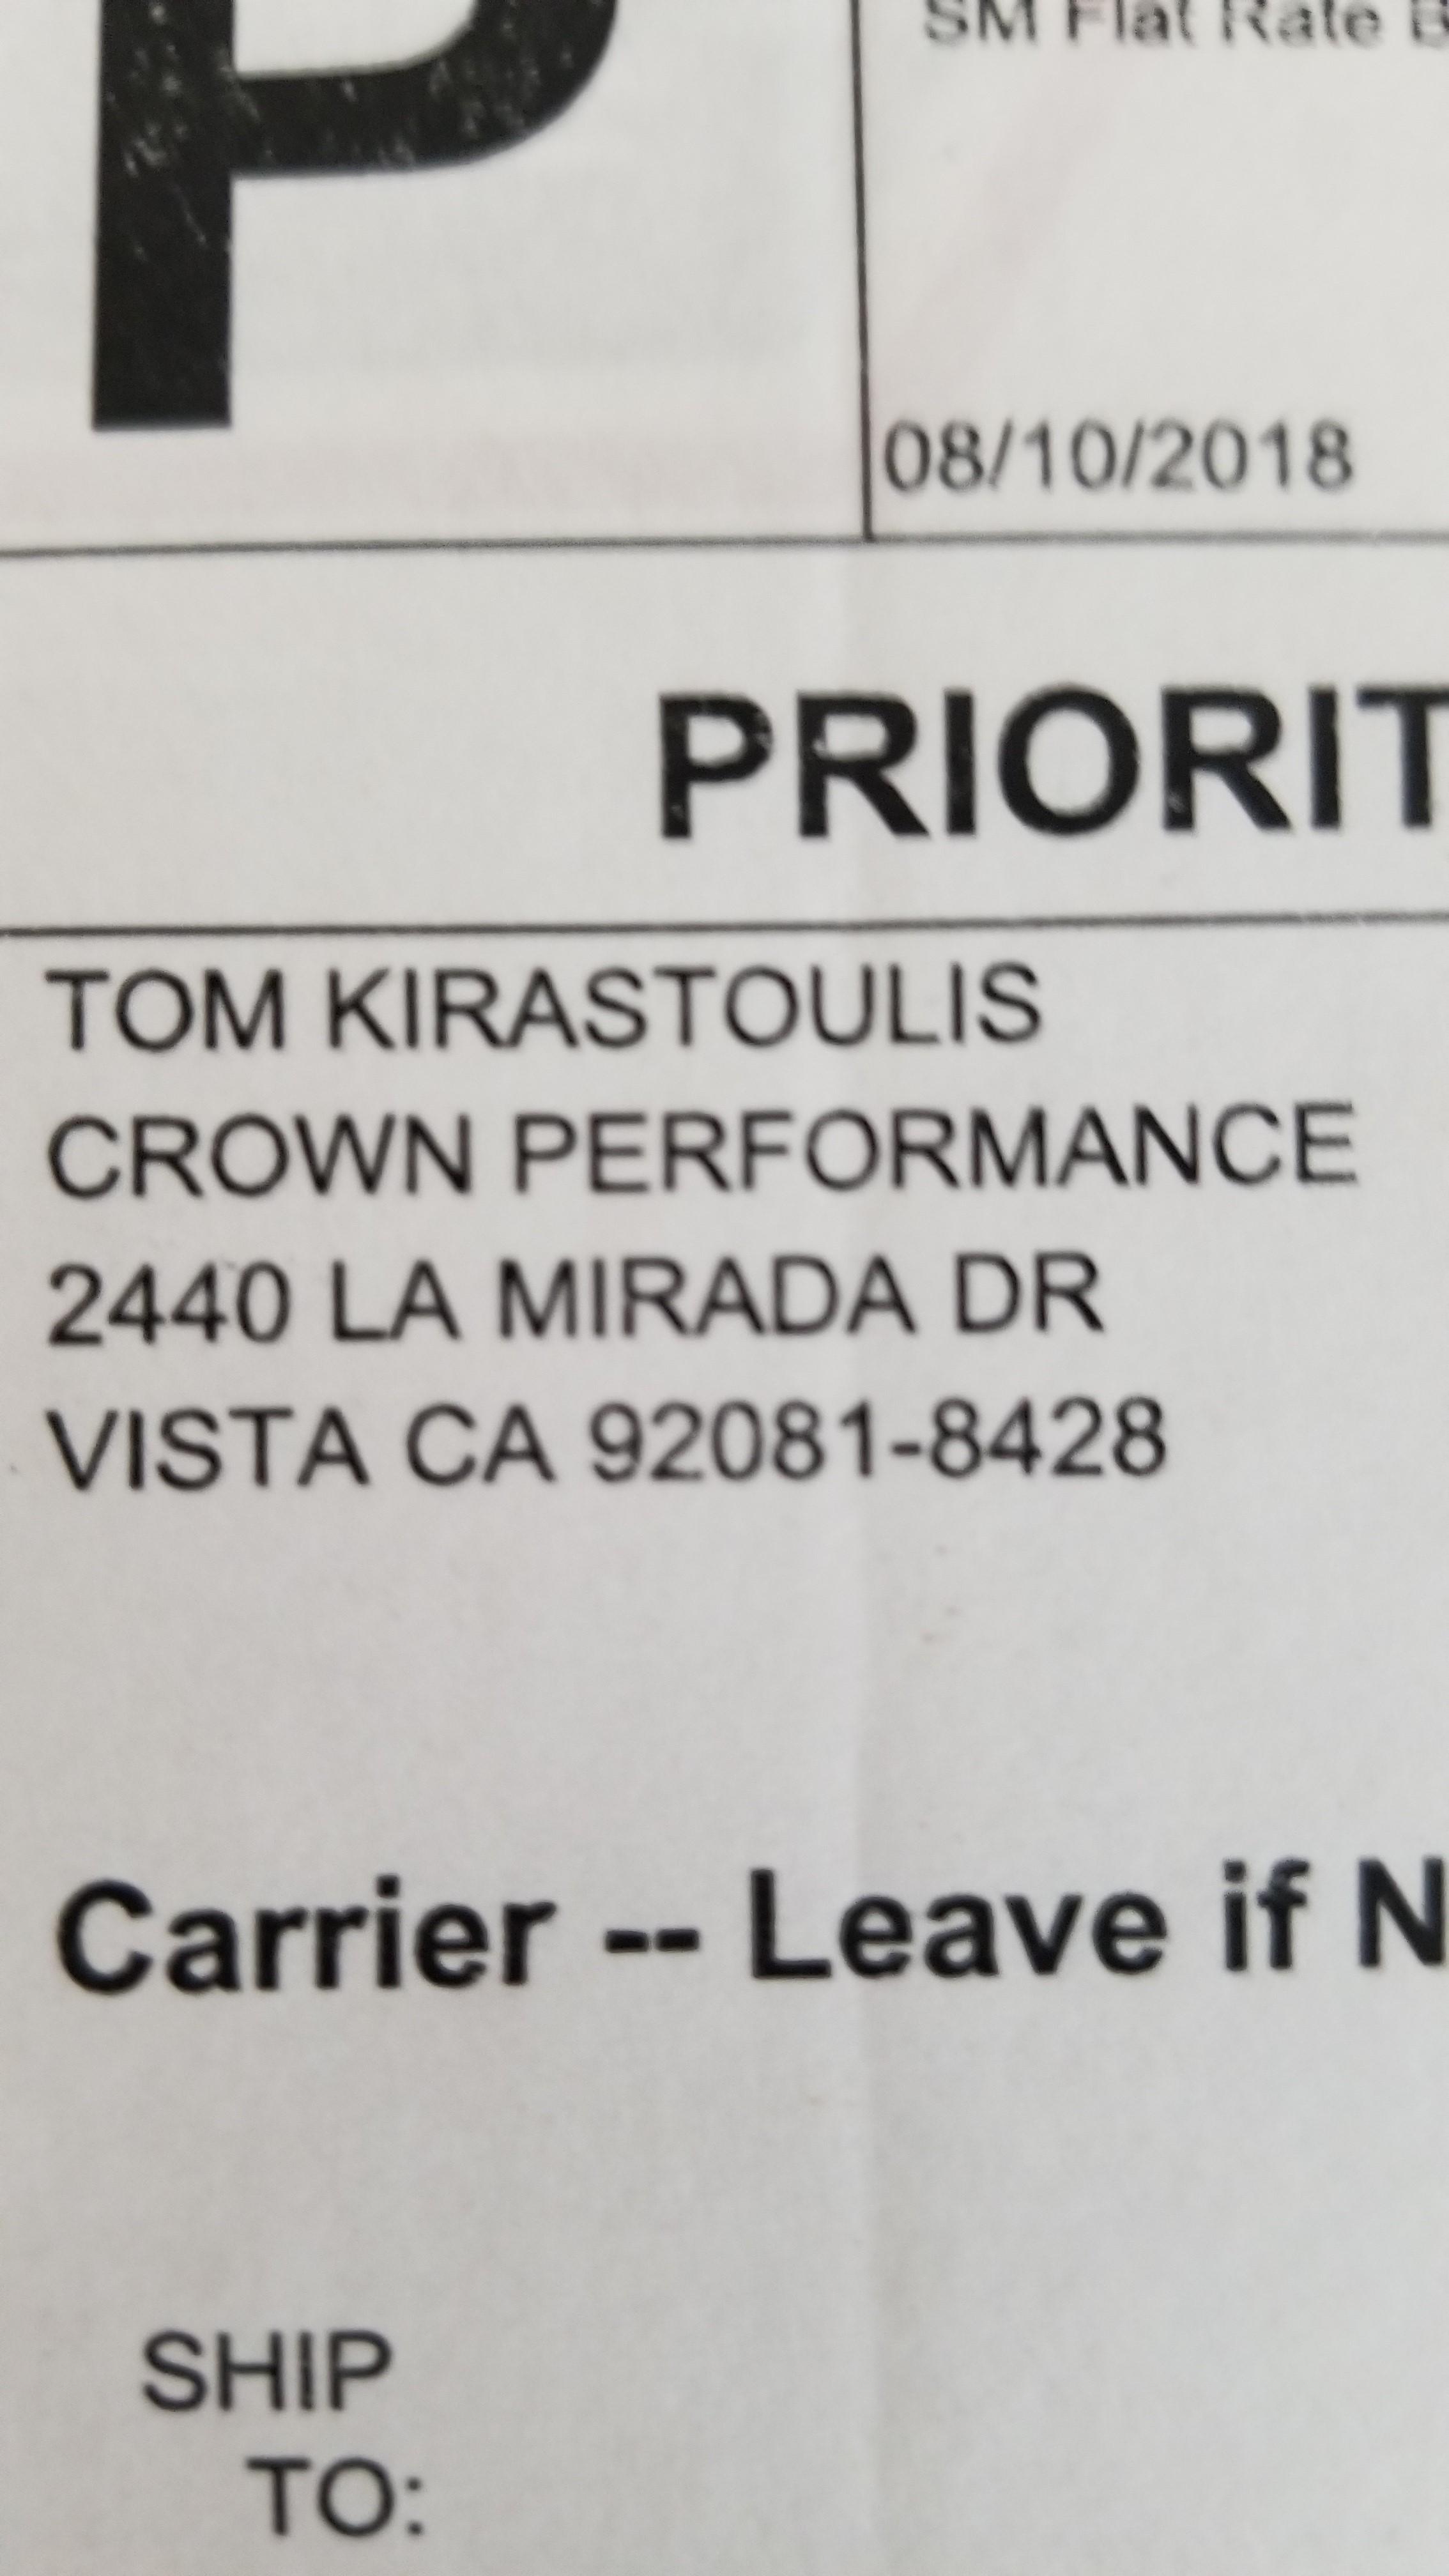 P
SM Flat Rate B
08/10/2018
PRIORIT
TOM KIRASTOULIS
CROWN PERFORMANCE
2440 LA MIRADA DR
VISTA CA 92081-8428
Carrier -- Leave if N
SHIP
TO: